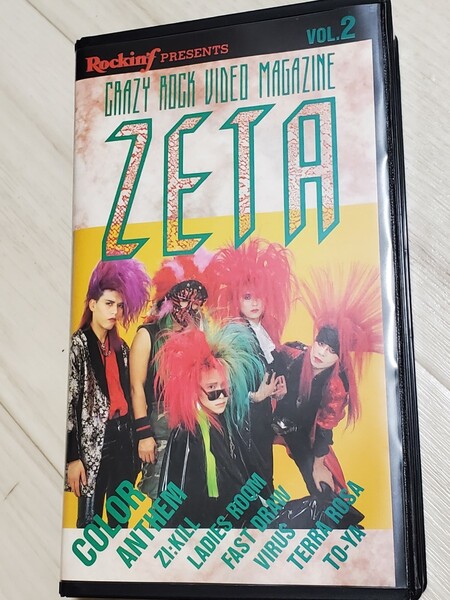 Rockin'f PRESENTS
VOL.2
CRAZY ROCK VIDEO MAGAZINE
ZETA
COLOR
ANTHEM
ZI:KILL
LADIES ROOM
FAST DRAW
VIRUS
TERRA ROSA
TO-YA